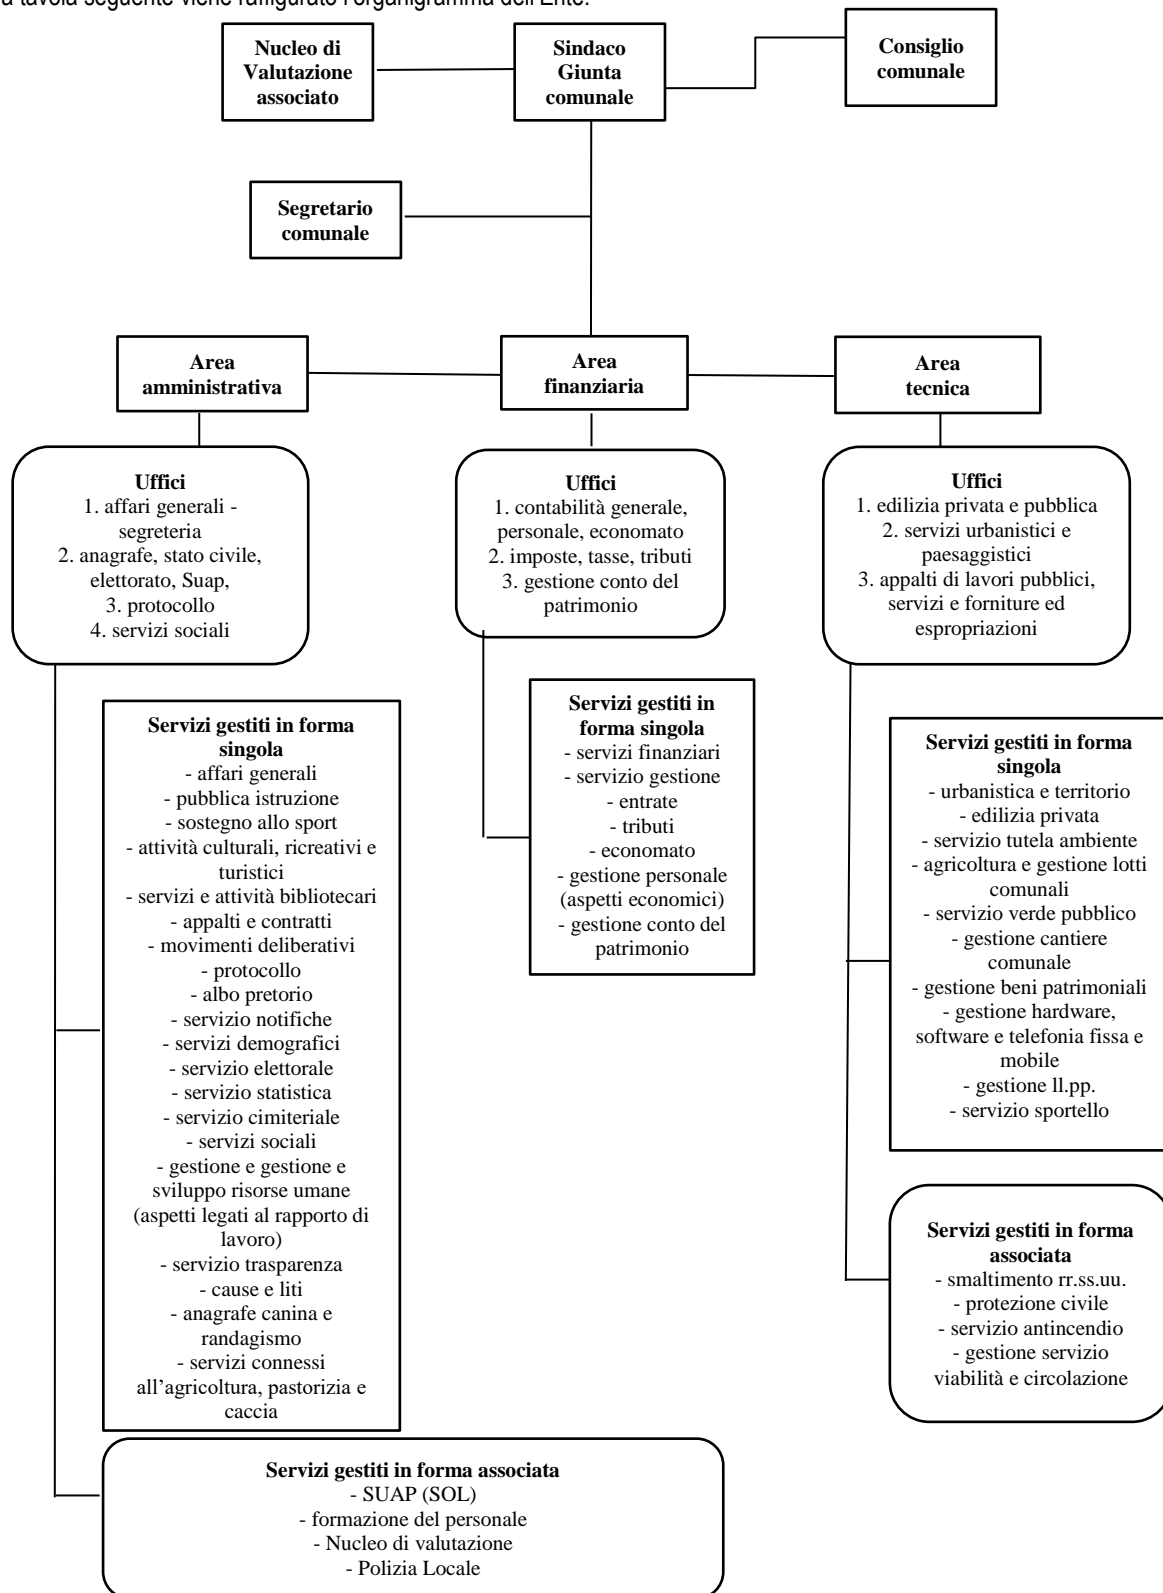 a tavola seguente viene raffigurato l'organigramma dell'Ente.
Nucleo di
Valutazione
associato
Sindaco
Giunta
comunale
Consiglio
comunale
Segretario
comunale
Area
amministrativa
Area
finanziaria
Area
tecnica
Uffici
1. affari generali -
segreteria
2. anagrafe, stato civile,
elettorato, Suap,
3. protocollo
4. servizi sociali
Uffici
1. contabilità generale,
personale, economato
2. imposte, tasse, tributi
3. gestione conto del
patrimonio
Uffici
1. edilizia privata e pubblica
2. servizi urbanistici e
paesaggistici
3. appalti di lavori pubblici,
servizi e forniture ed
espropriazioni
Servizi gestiti in forma
singola
- affari generali
- pubblica istruzione
- sostegno allo sport
- attività culturali, ricreativi e
turistici
- servizi e attività bibliotecari
- appalti e contratti
- movimenti deliberativi
- protocollo
- albo pretorio
- servizio notifiche
- servizi demografici
- servizio elettorale
- servizio statistica
- servizio cimiteriale
- servizi sociali
- gestione e gestione e
sviluppo risorse umane
(aspetti legati al rapporto di
lavoro)
- servizio trasparenza
- cause e liti
- anagrafe canina e
randagismo
- servizi connessi
all'agricoltura, pastorizia e
caccia
Servizi gestiti in
forma singola
- servizi finanziari
- servizio gestione
- entrate
- tributi
- economato
- gestione personale
(aspetti economici)
- gestione conto del
patrimonio
Servizi gestiti in forma
singola
- urbanistica e territorio
- edilizia privata
- servizio tutela ambiente
- agricoltura e gestione lotti
comunali
- servizio verde pubblico
- gestione cantiere
comunale
- gestione beni patrimoniali
- gestione hardware,
software e telefonia fissa e
mobile
- gestione ll.pp.
- servizio sportello
Servizi gestiti in forma
associata
- smaltimento rr.ss.uu.
- protezione civile
- servizio antincendio
- gestione servizio
viabilità e circolazione
Servizi gestiti in forma associata
- SUAP (SOL)
- formazione del personale
- Nucleo di valutazione
- Polizia Locale